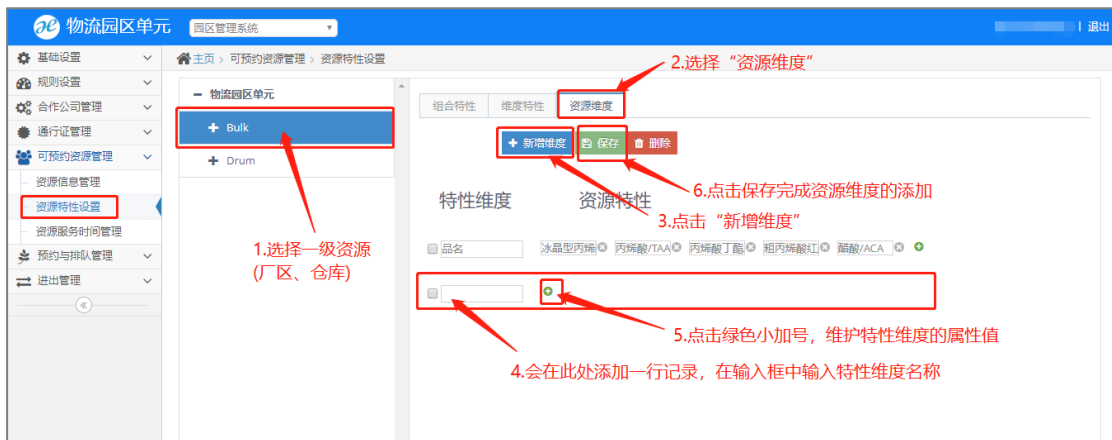 物流园区单元 园区管理系统 | 退出
基础设置
规则设置
合作公司管理
通行证管理
可预约资源管理
资源信息管理
资源特性设置
资源服务时间管理
预约与排队管理
进出管理
主页 > 可预约资源管理 > 资源特性设置
物流园区单元
Bulk
Drum
1.选择一级资源
(厂区、仓库)
2.选择“资源维度”
组合特性 维度特性 资源维度
新增维度 保存 删除
6.点击保存完成资源维度的添加
特性维度 资源特性
3.点击“新增维度”
品名 冰晶型丙烯 丙烯酸/TAA 丙烯酸丁酯 粗丙烯酸红 醋酸/ACA
5.点击绿色小加号，维护特性维度的属性值
4.会在此处添加一行记录，在输入框中输入特性维度名称